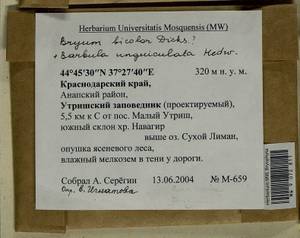 Herbarium Universitatis Mosquensis (MW)
Bryum bicolor Dicks.?
+ Barbula unguiculata Hedw.
44°45'30"N 37°27'40"E 320 м н. у. м.
Краснодарский край,
Анапский район,
Утришский заповедник (проектируемый),
5,5 км к С от пос. Малый Утриш,
южный склон хр. Навагир
выше оз. Сухой Лиман,
опушка ясеневого леса,
влажный мелкозем в тени у дороги.
Собрал А. Серёгин 13.06.2004 № М-659
Опр. Е. Игнатова